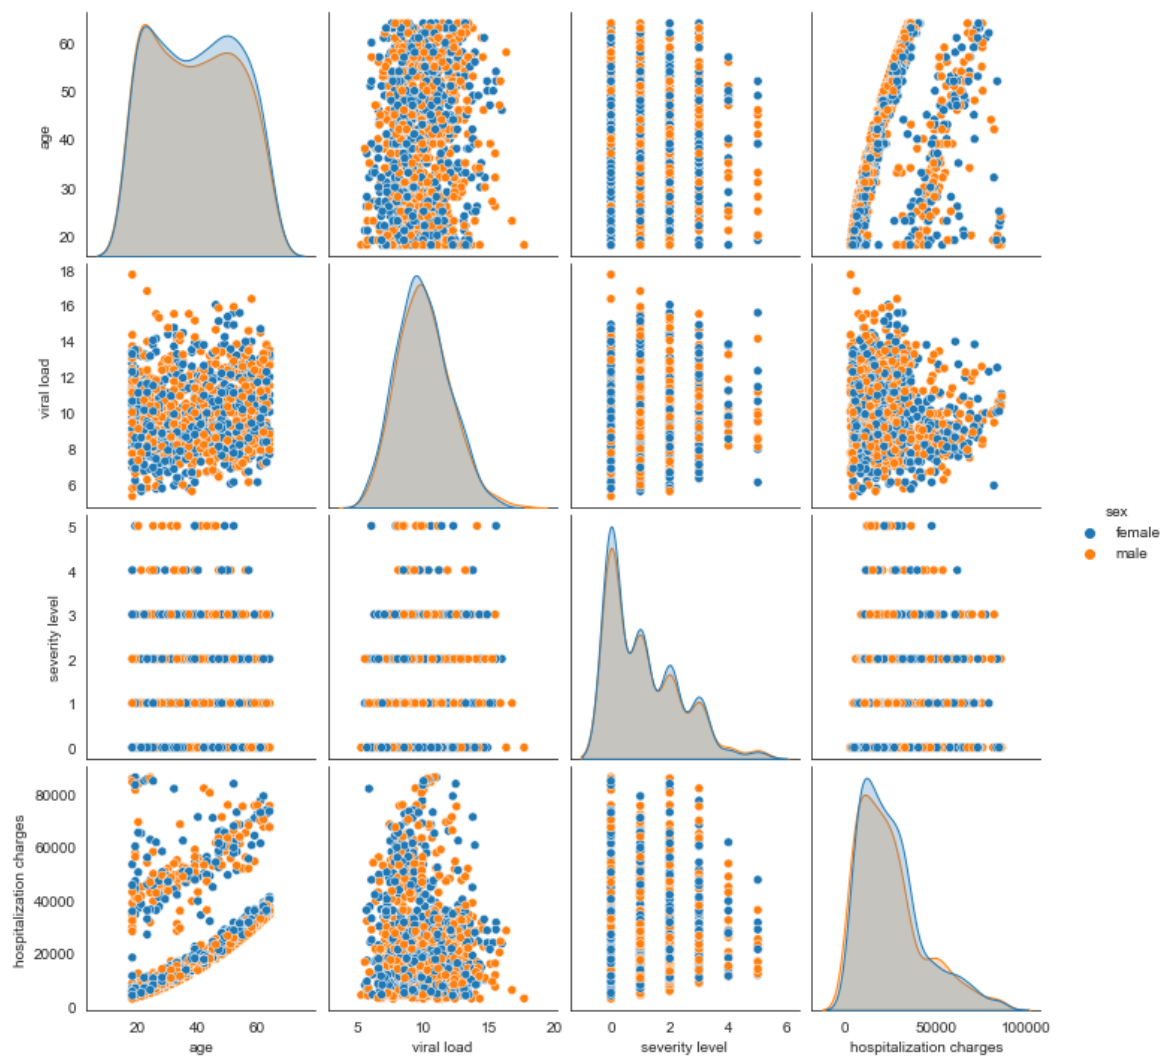 60
50
40
30
20
age
18
16
14
12
10
8
6
viral load
sex
female
male
5
4
3
2
1
0
severity level
80000
60000
40000
20000
0
hospitalization charges
20 40 60
5 10 15 20
0 2 4 6
0 50000 100000
age
viral load
severity level
hospitalization charges